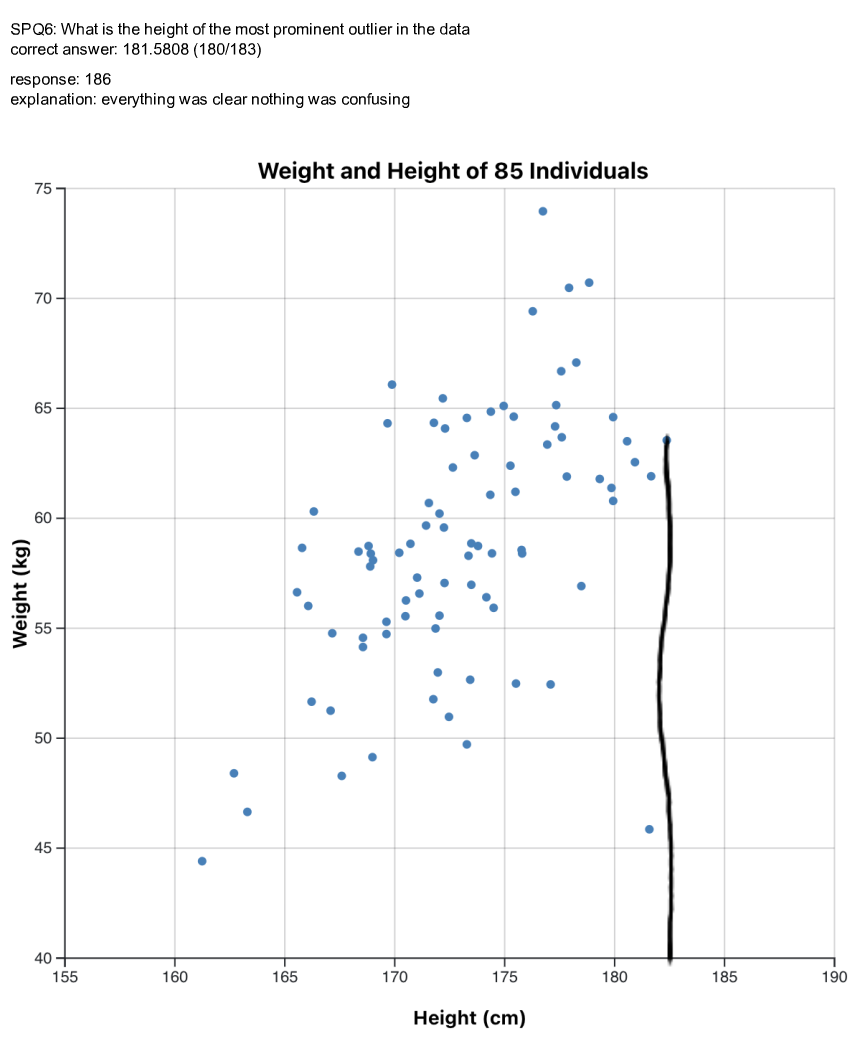 SPQ6: What is the height of the most prominent outlier in the data
correct answer: 181.5808 (180/183)
response: 186
explanation: everything was clear nothing was confusing
Weight and Height of 85 Individuals
75
70
65
60
55
50
45
40
Weight (kg)
155 160 165 170 175 180 185 190
Height (cm)